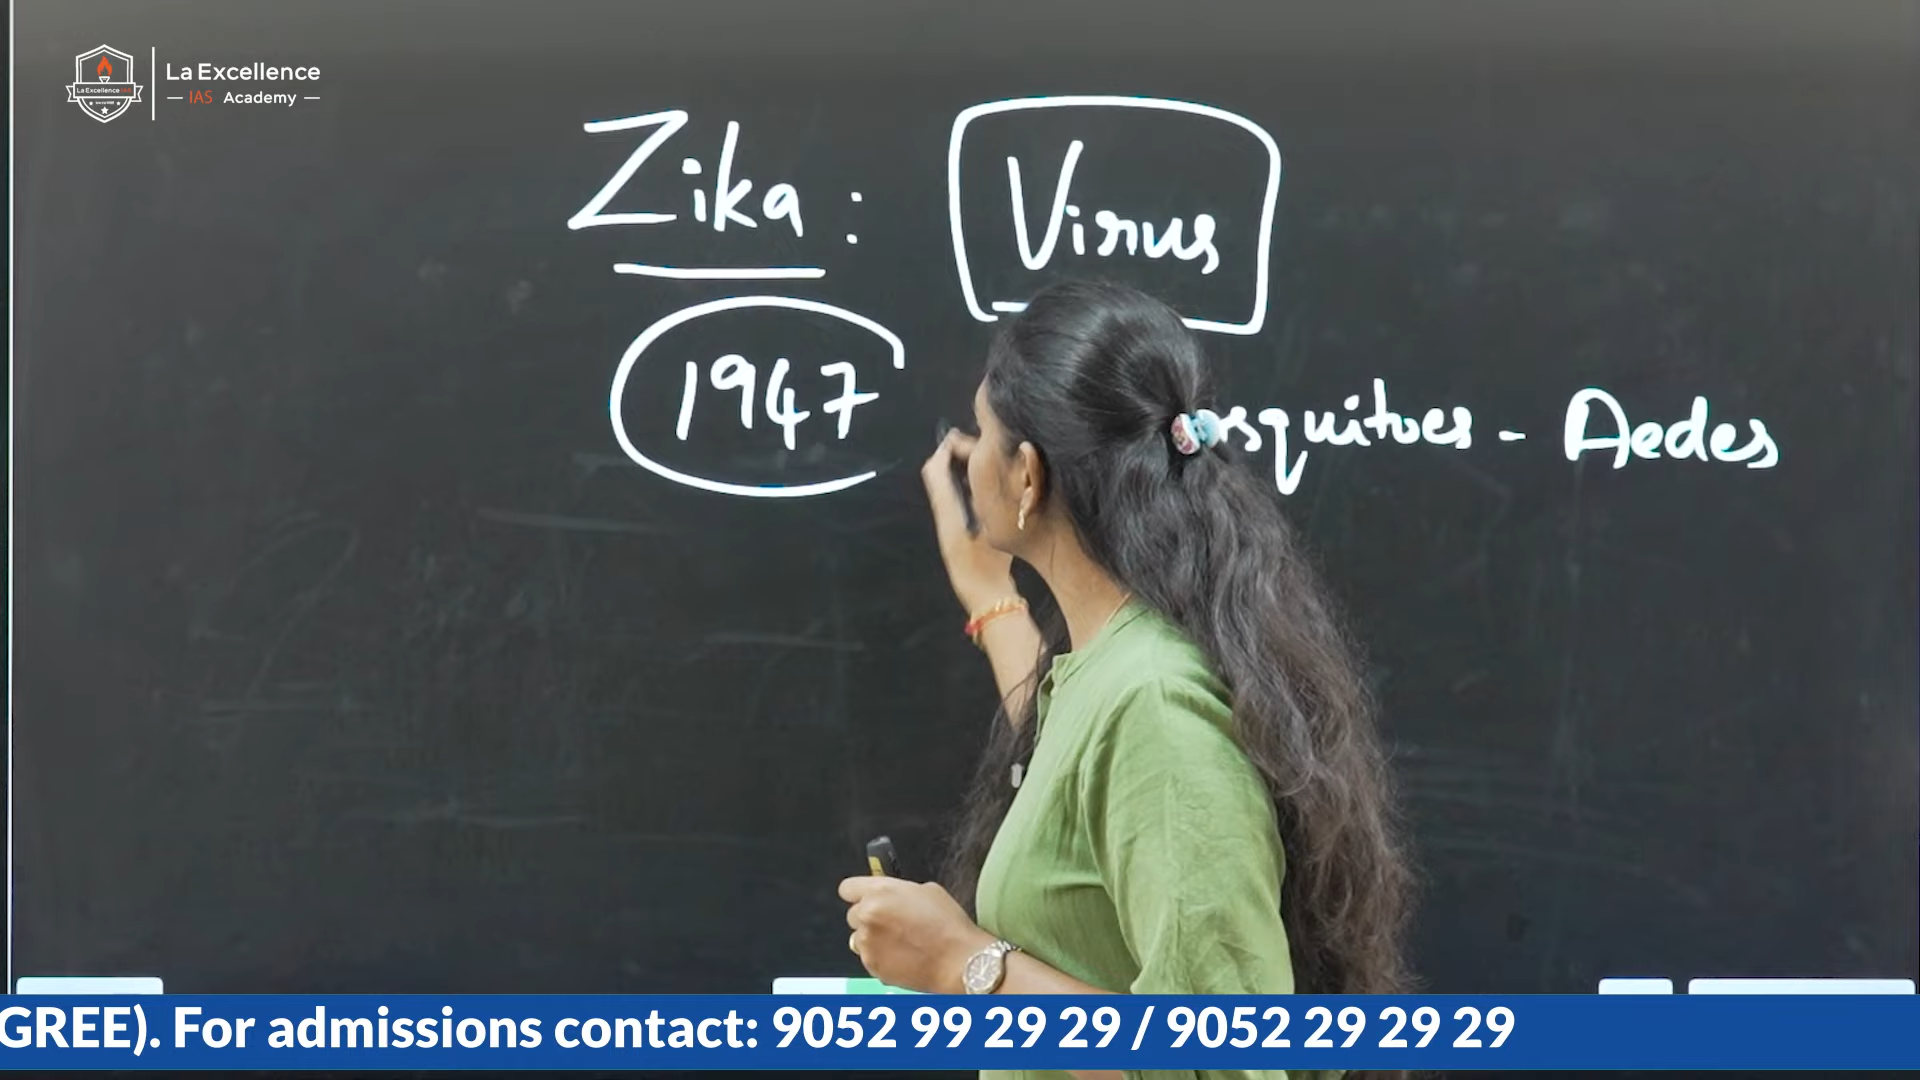 La Excellence
IAS Academy
Zika : Virus
1947
- Aedes
GREE). For admissions contact: 9052 99 29 29 / 9052 29 29 29